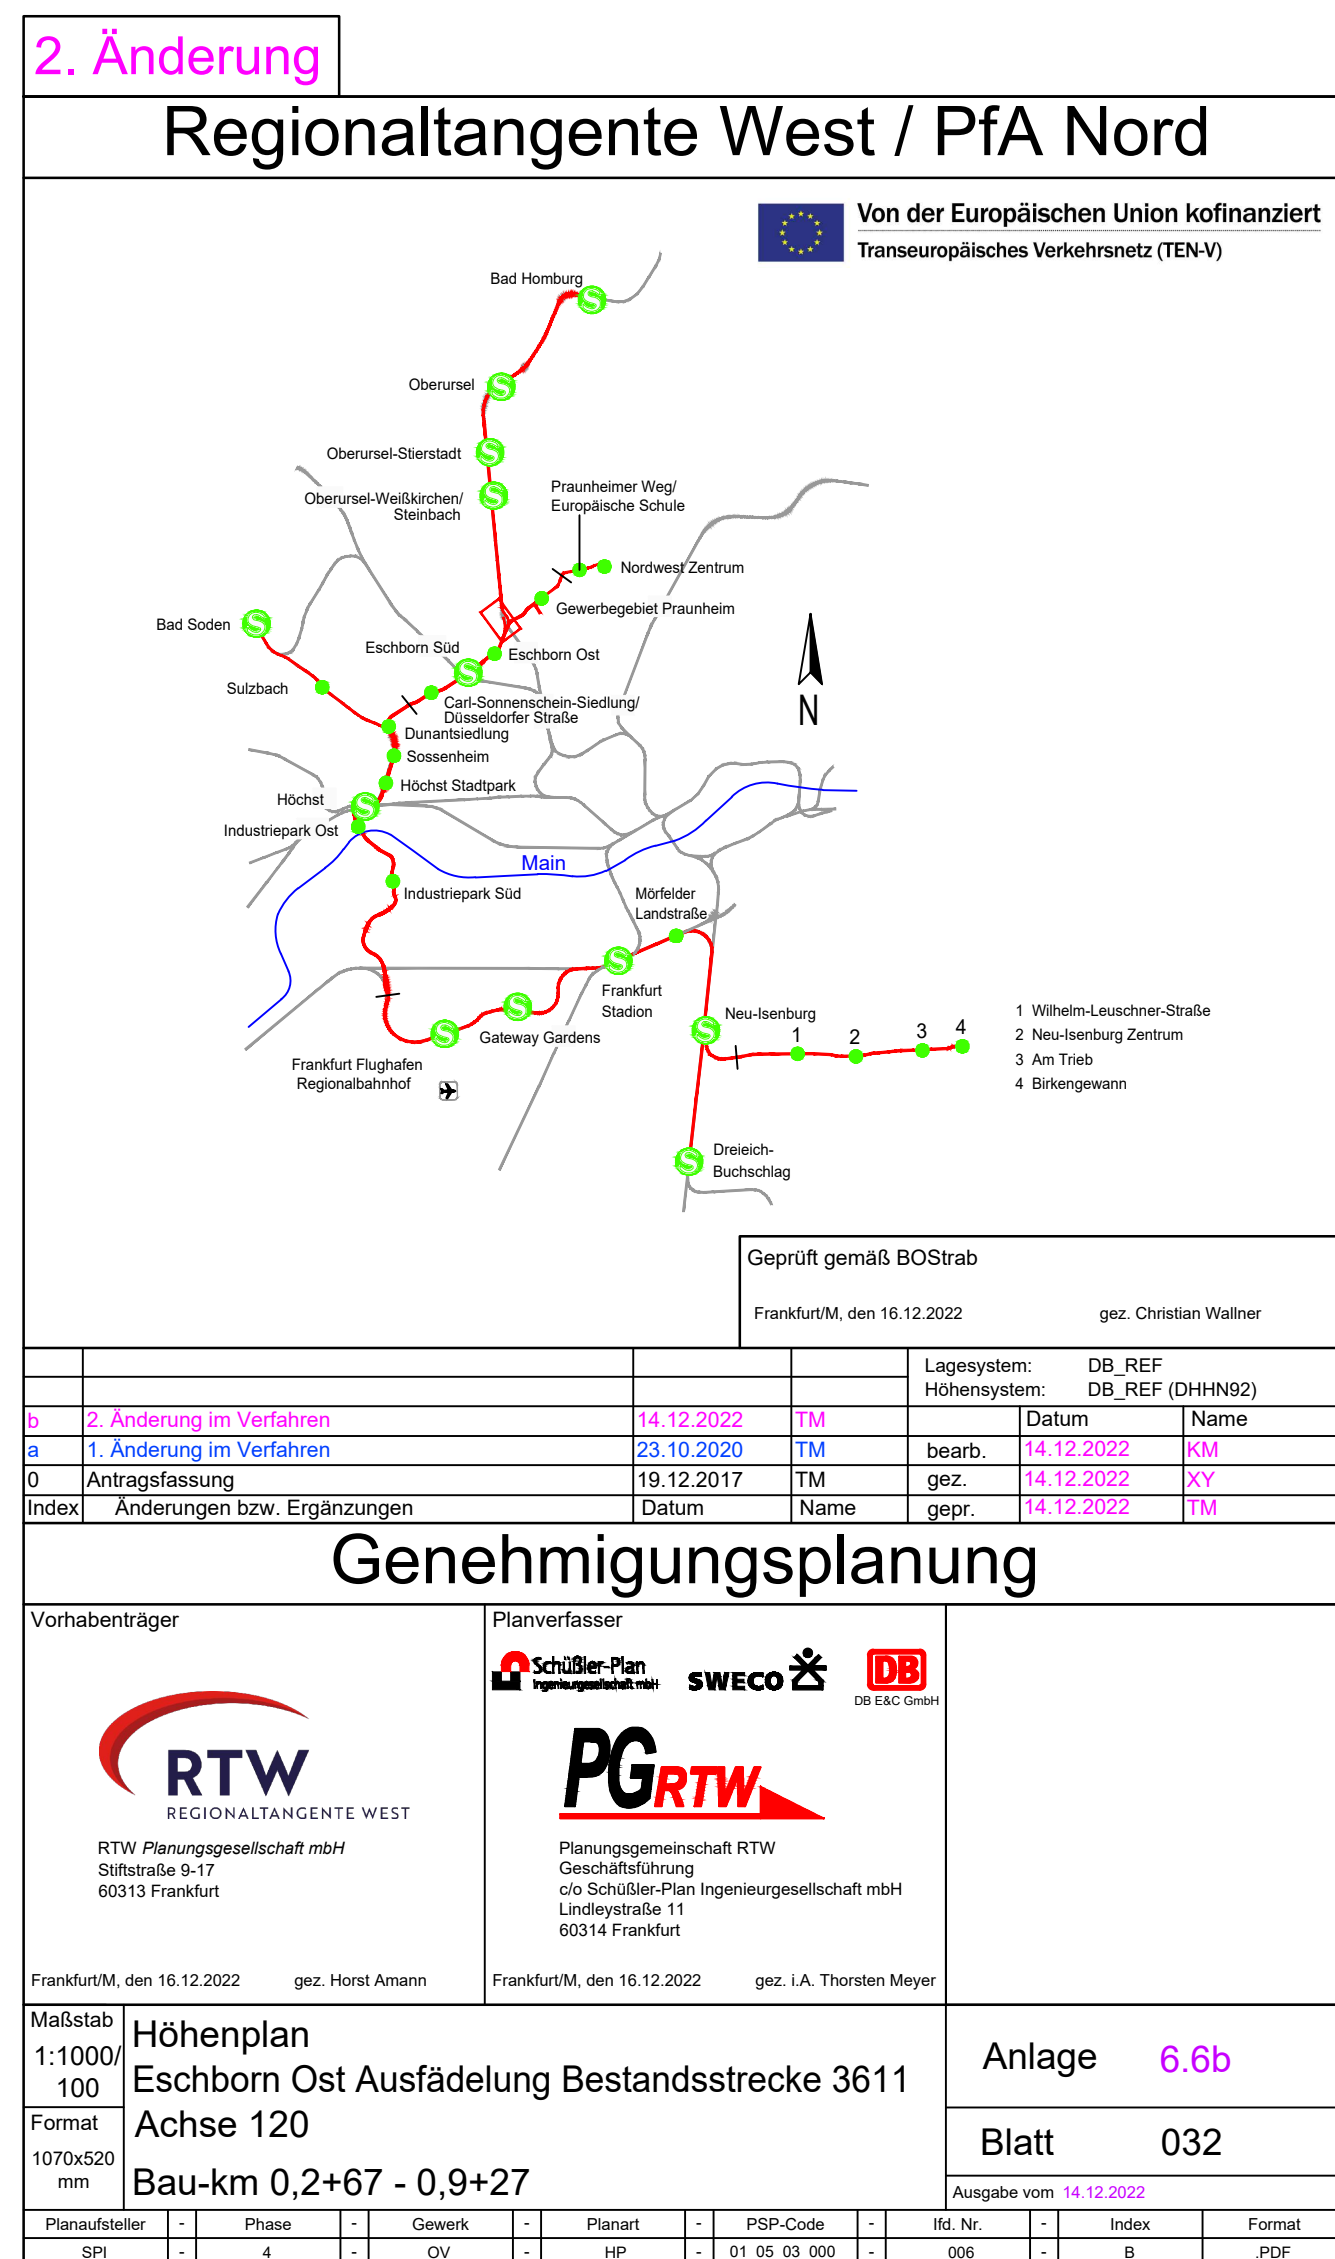 2. Änderung
Regionaltangente West / PfA Nord
Von der Europäischen Union kofinanziert
Transeuropäisches Verkehrsnetz (TEN-V)
Bad Homburg
Oberursel
Oberursel-Stierstadt
Oberursel-Weißkirchen/
Steinbach
Praunheimer Weg/
Europäische Schule
Nordwest Zentrum
Gewerbegebiet Praunheim
Bad Soden
Eschborn Süd
Eschborn Ost
Sulzbach
Carl-Sonnenschein-Siedlung/
Düsseldorfer Straße
Dunantsiedlung
Sossenheim
Höchst Stadtpark
Höchst
Industriepark Ost
N
Main
Industriepark Süd
Mörfelder
Landstraße
Frankfurt
Stadion
Neu-Isenburg
Gateway Gardens
Frankfurt Flughafen
Regionalbahnhof
1 2 3 4
1 Wilhelm-Leuschner-Straße
2 Neu-Isenburg Zentrum
3 Am Trieb
4 Birkengewann
Dreieich-
Buchschlag
Geprüft gemäß BOStrab
Frankfurt/M, den 16.12.2022 gez. Christian Wallner
Lagesystem: DB_REF
Höhensystem: DB_REF (DHHN92)
b 2. Änderung im Verfahren 14.12.2022 TM Datum Name
a 1. Änderung im Verfahren 23.10.2020 TM bearb. 14.12.2022 KM
0 Antragsfassung 19.12.2017 TM gez. 14.12.2022 XY
Index Änderungen bzw. Ergänzungen Datum Name gepr. 14.12.2022 TM
Genehmigungsplanung
Vorhabenträger
RTW
REGIONALTANGENTE WEST
RTW Planungsgesellschaft mbH
Stiftstraße 9-17
60313 Frankfurt
Frankfurt/M, den 16.12.2022 gez. Horst Amann
Planverfasser
Schüßler-Plan
Ingenieurgesellschaft mbH
SWECO
DB
DB E&C GmbH
PGRTW
Planungsgemeinschaft RTW
Geschäftsführung
c/o Schüßler-Plan Ingenieurgesellschaft mbH
Lindleystraße 11
60314 Frankfurt
Frankfurt/M, den 16.12.2022 gez. i.A. Thorsten Meyer
Maßstab
1:1000/
100
Format
1070x520
mm
Höhenplan
Eschborn Ost Ausfädelung Bestandsstrecke 3611
Achse 120
Bau-km 0,2+67 - 0,9+27
Anlage 6.6b
Blatt 032
Ausgabe vom 14.12.2022
Planaufsteller - Phase - Gewerk - Planart - PSP-Code - lfd. Nr. - Index Format
SPI - 4 - OV - HP - 01 05 03 000 - 006 - B .PDF